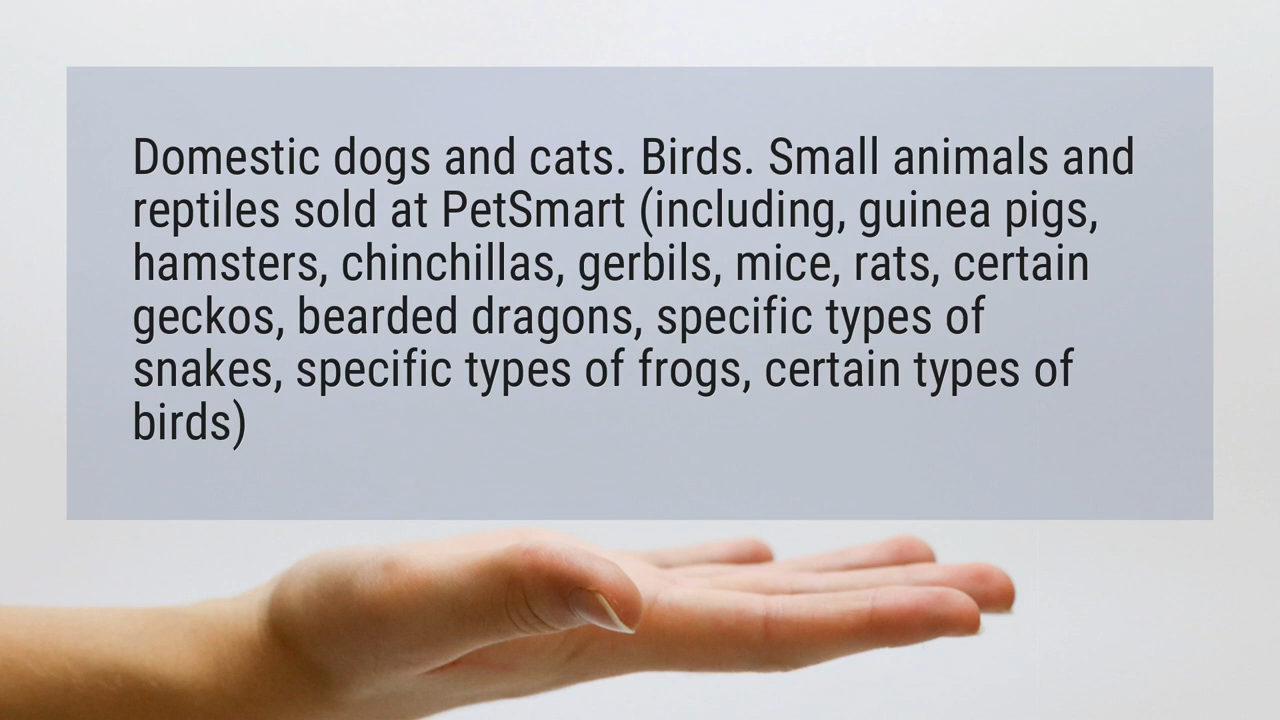 Domestic dogs and cats. Birds. Small animals and
reptiles sold at PetSmart (including, guinea pigs,
hamsters, chinchillas, gerbils, mice, rats, certain
geckos, bearded dragons, specific types of
snakes, specific types of frogs, certain types of
birds)